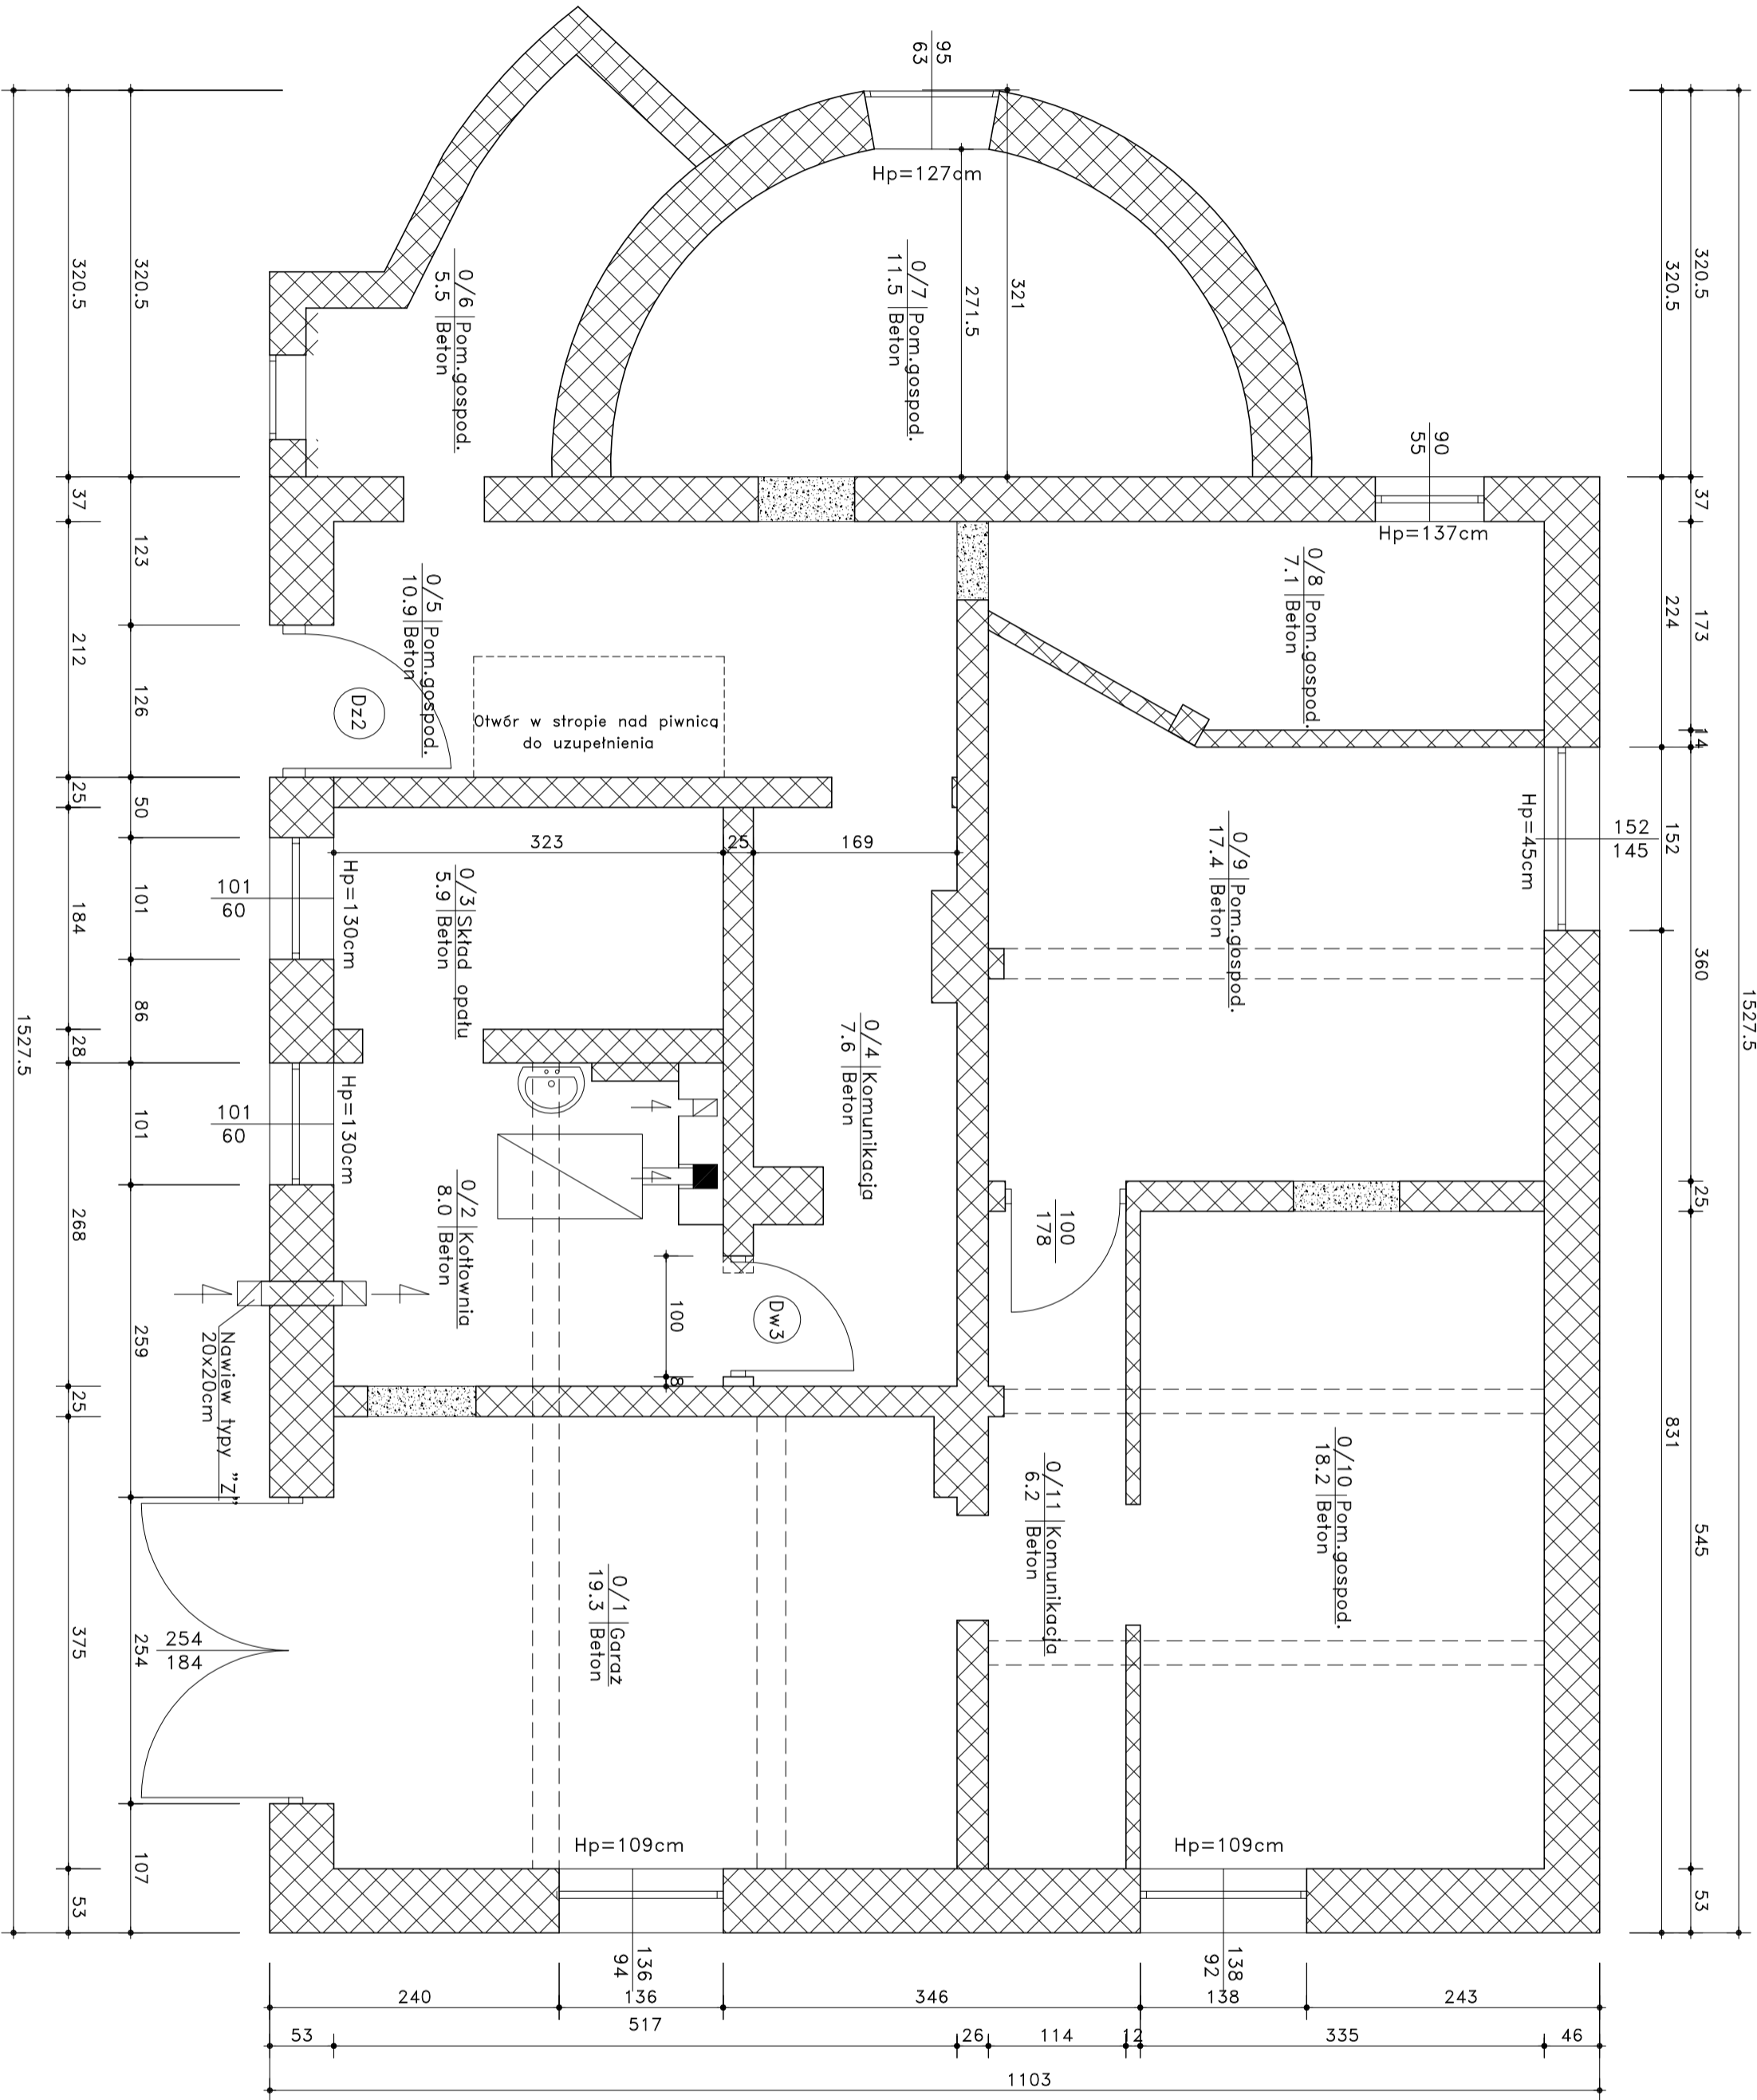 95
63
Hp=127cm
321
271.5
0/7 Pom.gospod.
11.5 Beton
0/6 Pom.gospod.
5.5 Beton
90
55
Hp=137cm
0/8 Pom.gospod.
7.1 Beton
0/5 Pom.gospod.
10.9 Beton
Dz2
Otwór w stropie nad piwnicą
do uzupełnienia
323
25
169
Hp=45cm
152
145
0/9 Pom.gospod.
17.4 Beton
0/3 Skład opału
5.9 Beton
Hp=130cm
101
60
0/4 Komunikacja
7.6 Beton
Hp=130cm
101
60
0/2 Kotłownia
8.0 Beton
100
178
100
8
Dw3
Nawiew typy "Z"
20x20cm
0/10 Pom.gospod.
18.2 Beton
0/11 Komunikacja
6.2 Beton
0/1 Garaż
19.3 Beton
254
184
Hp=109cm
Hp=109cm
136
94
138
92
320.5
37
212
25
184
28
268
25
375
53
320.5
123
126
50
101
86
101
259
254
107
1527.5
320.5
224
152
831
320.5
37
173
14
360
25
545
53
1527.5
240
136
346
138
243
517
53
26
114
12
335
46
1103